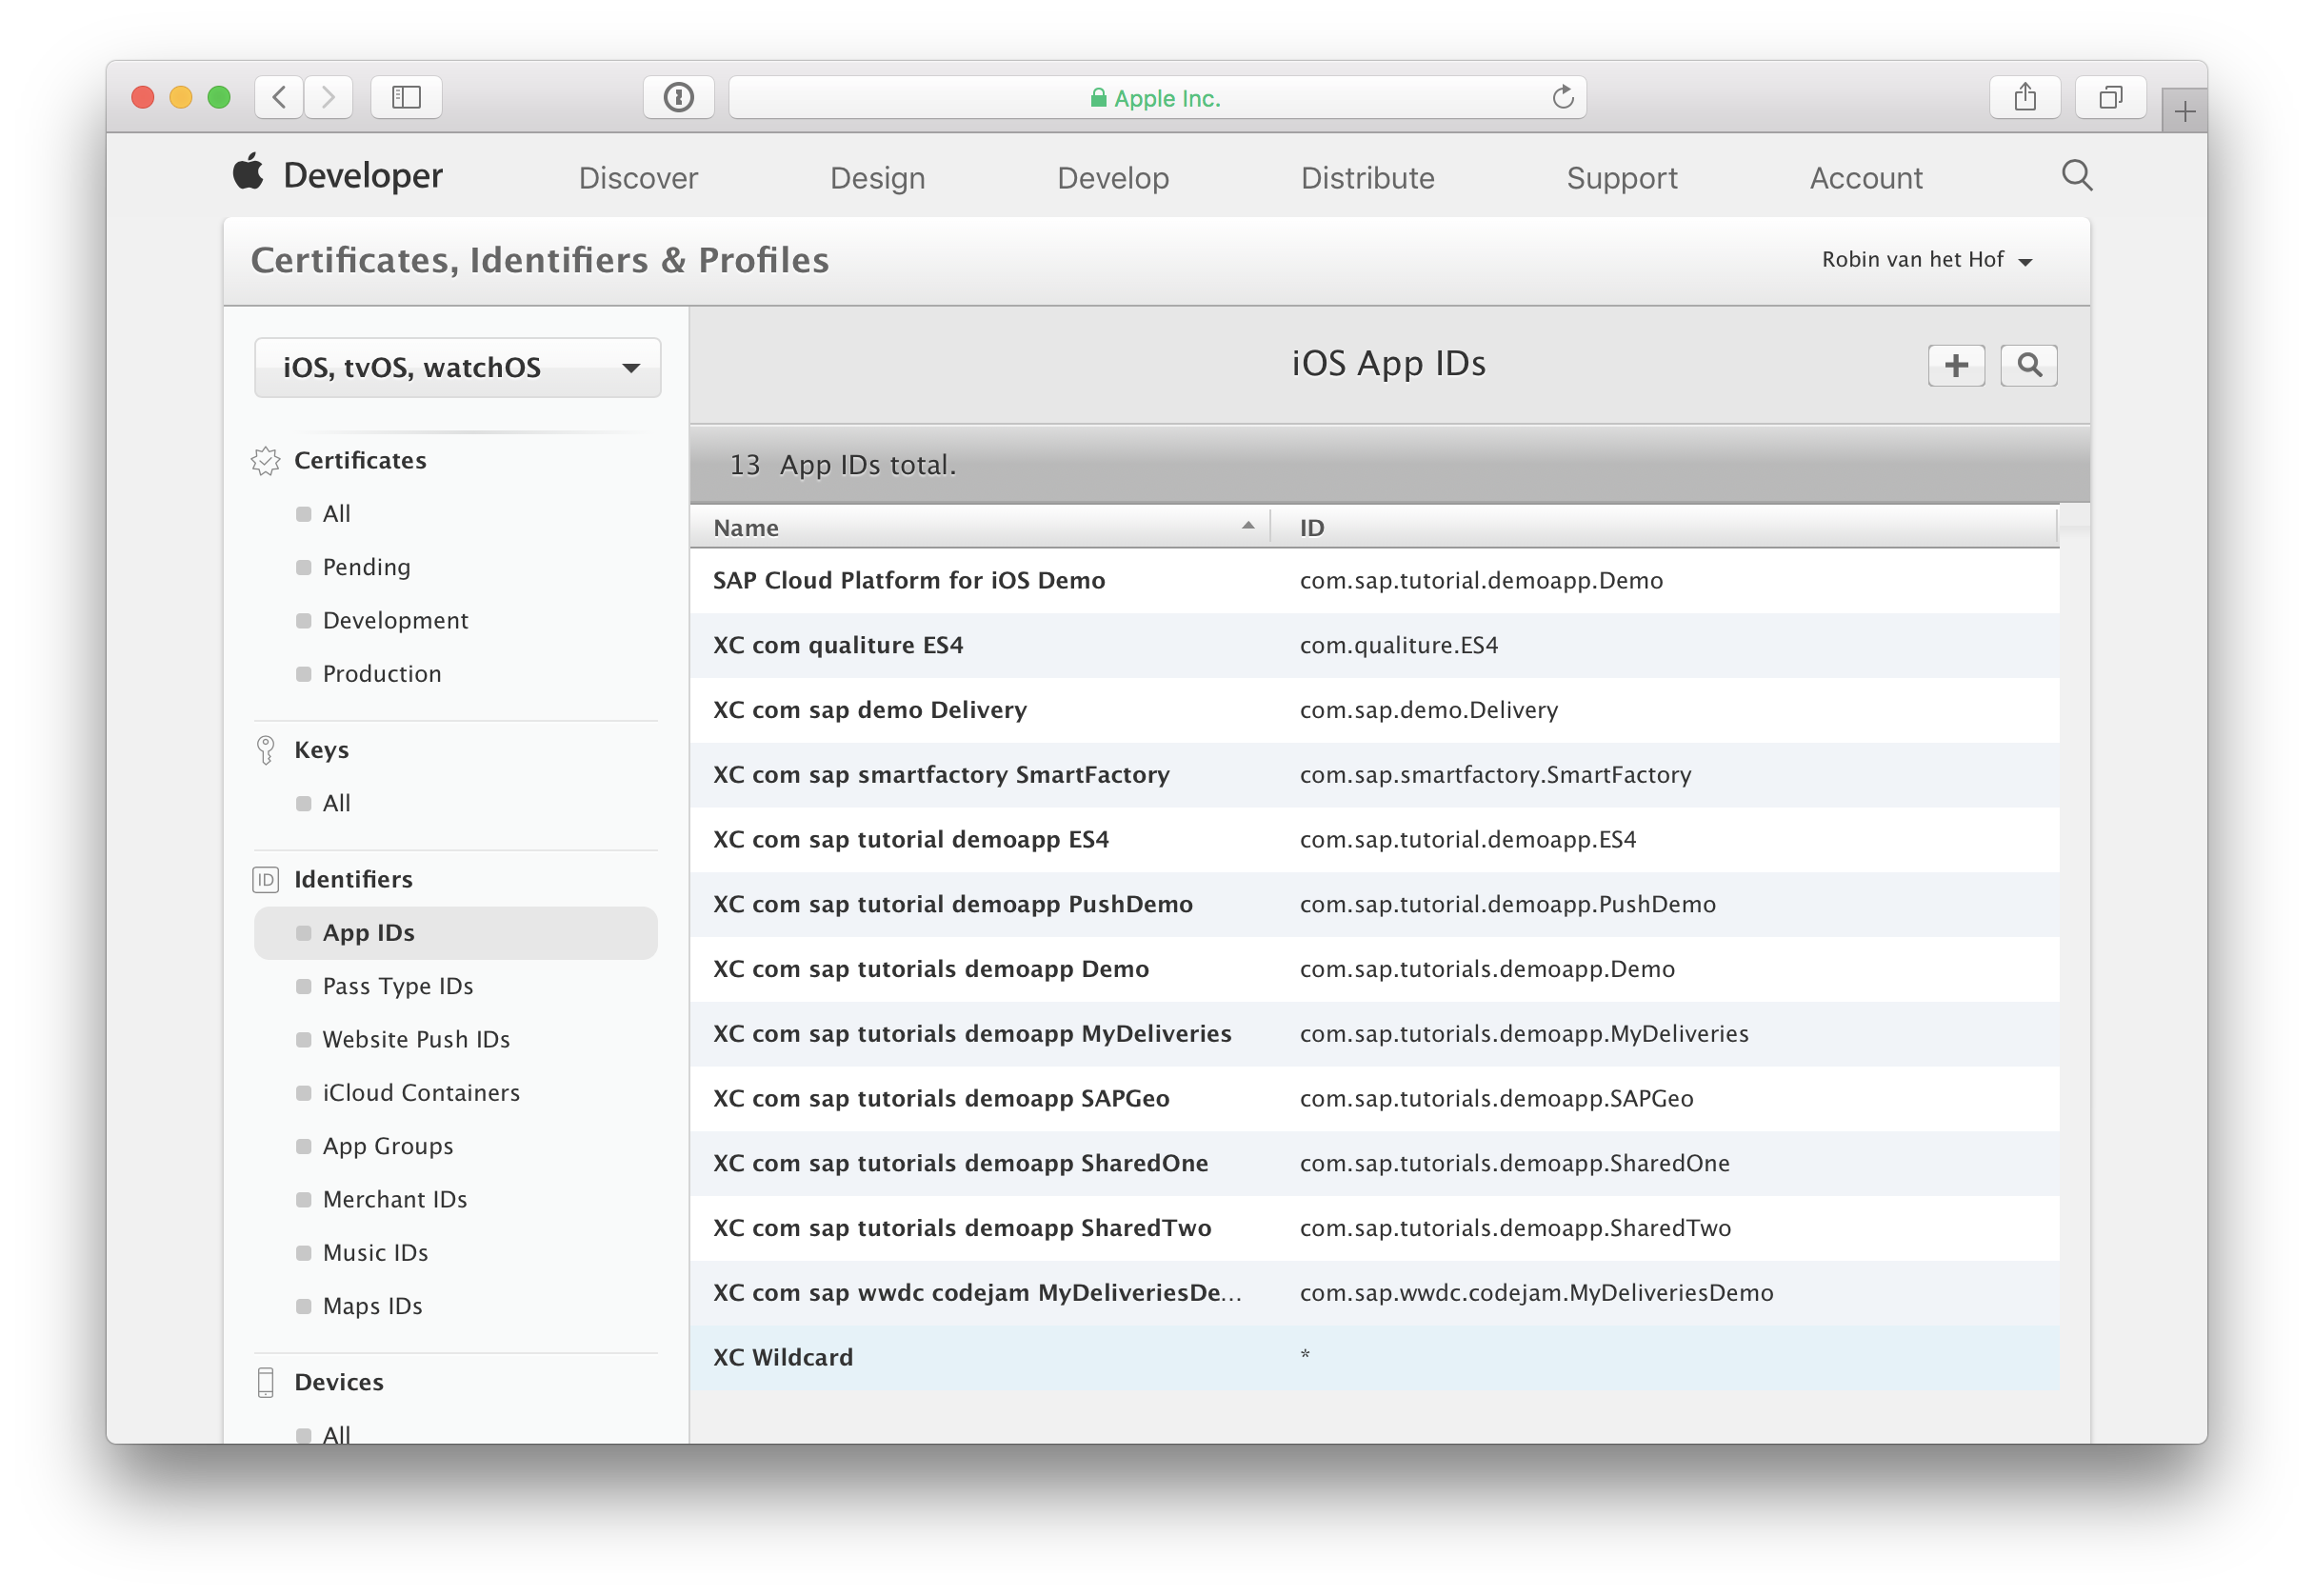 Apple Inc.
Developer Discover Design Develop Distribute Support Account
Certificates, Identifiers & Profiles
Robin van het Hof
iOS, tvOS, watchOS
Certificates
All
Pending
Development
Production
Keys
All
ID Identifiers
App IDs
Pass Type IDs
Website Push IDs
iCloud Containers
App Groups
Merchant IDs
Music IDs
Maps IDs
Devices
All
iOS App IDs
13 App IDs total.
Name ID
SAP Cloud Platform for iOS Demo com.sap.tutorial.demoapp.Demo
XC com qualiture ES4 com.qualiture.ES4
XC com sap demo Delivery com.sap.demo.Delivery
XC com sap smartfactory SmartFactory com.sap.smartfactory.SmartFactory
XC com sap tutorial demoapp ES4 com.sap.tutorial.demoapp.ES4
XC com sap tutorial demoapp PushDemo com.sap.tutorial.demoapp.PushDemo
XC com sap tutorials demoapp Demo com.sap.tutorials.demoapp.Demo
XC com sap tutorials demoapp MyDeliveries com.sap.tutorials.demoapp.MyDeliveries
XC com sap tutorials demoapp SAPGeo com.sap.tutorials.demoapp.SAPGeo
XC com sap tutorials demoapp SharedOne com.sap.tutorials.demoapp.SharedOne
XC com sap tutorials demoapp SharedTwo com.sap.tutorials.demoapp.SharedTwo
XC com sap wwdc codejam MyDeliveriesDe... com.sap.wwdc.codejam.MyDeliveriesDemo
XC Wildcard *